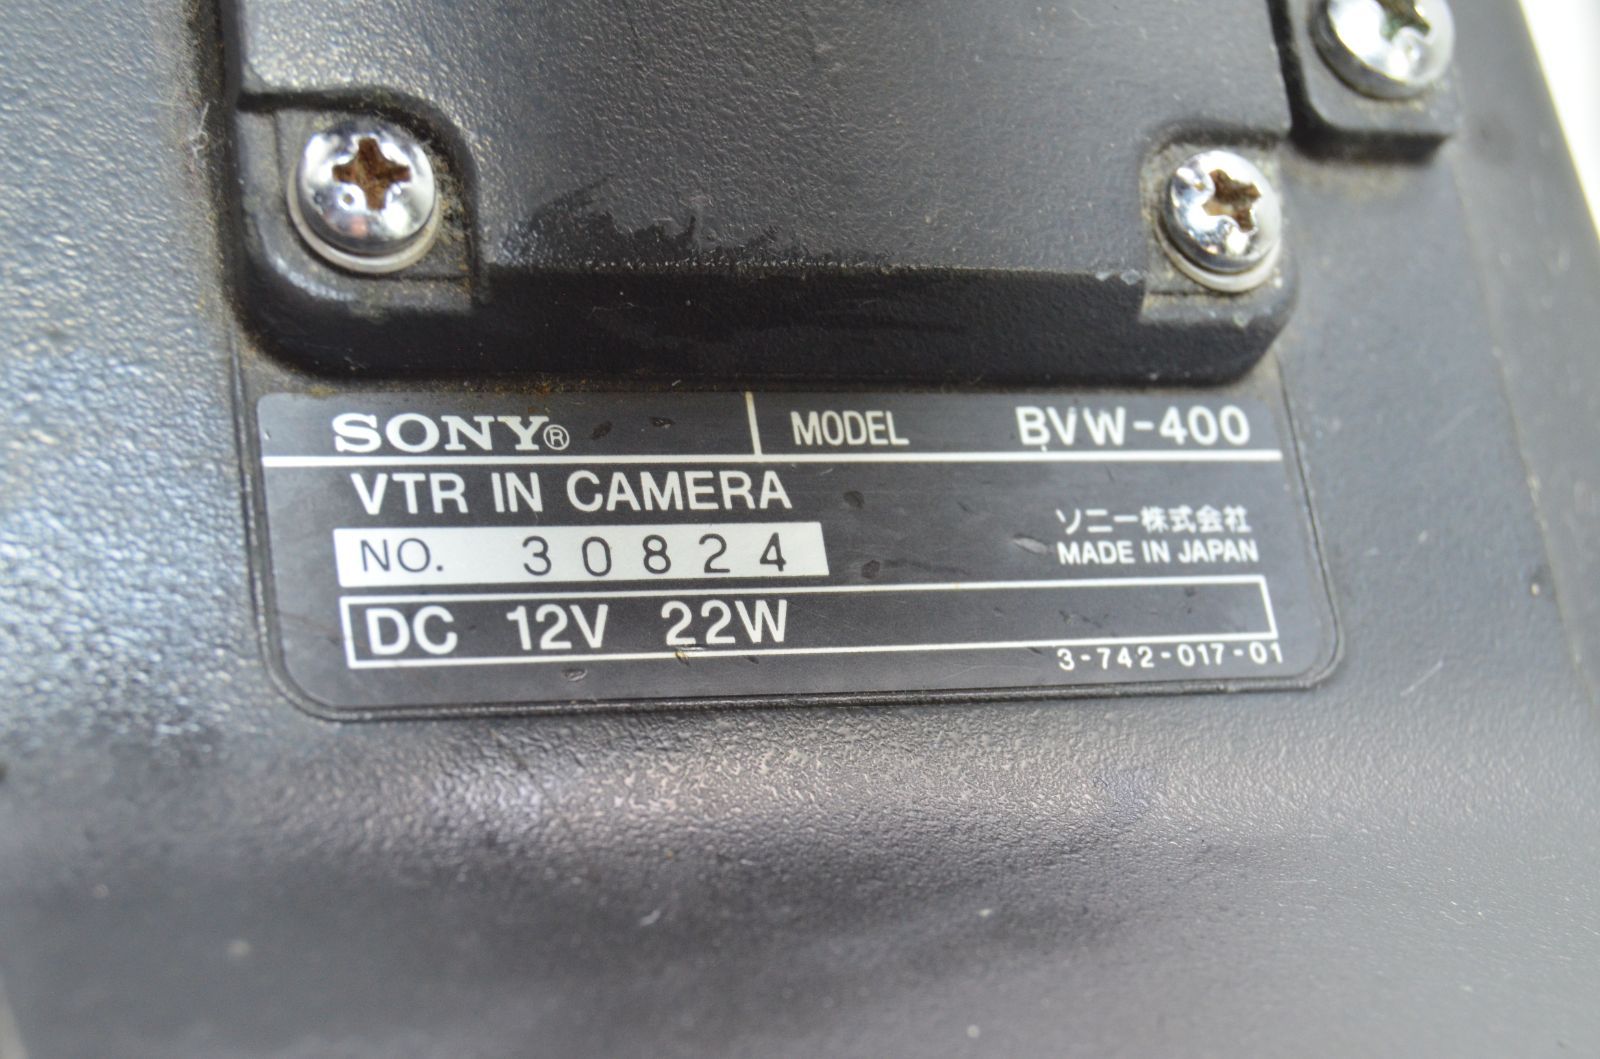 SONY® MODEL BVW-400
VTR IN CAMERA
NO. 30824
ソニー株式会社
MADE IN JAPAN
DC 12V 22W
3-742-017-01